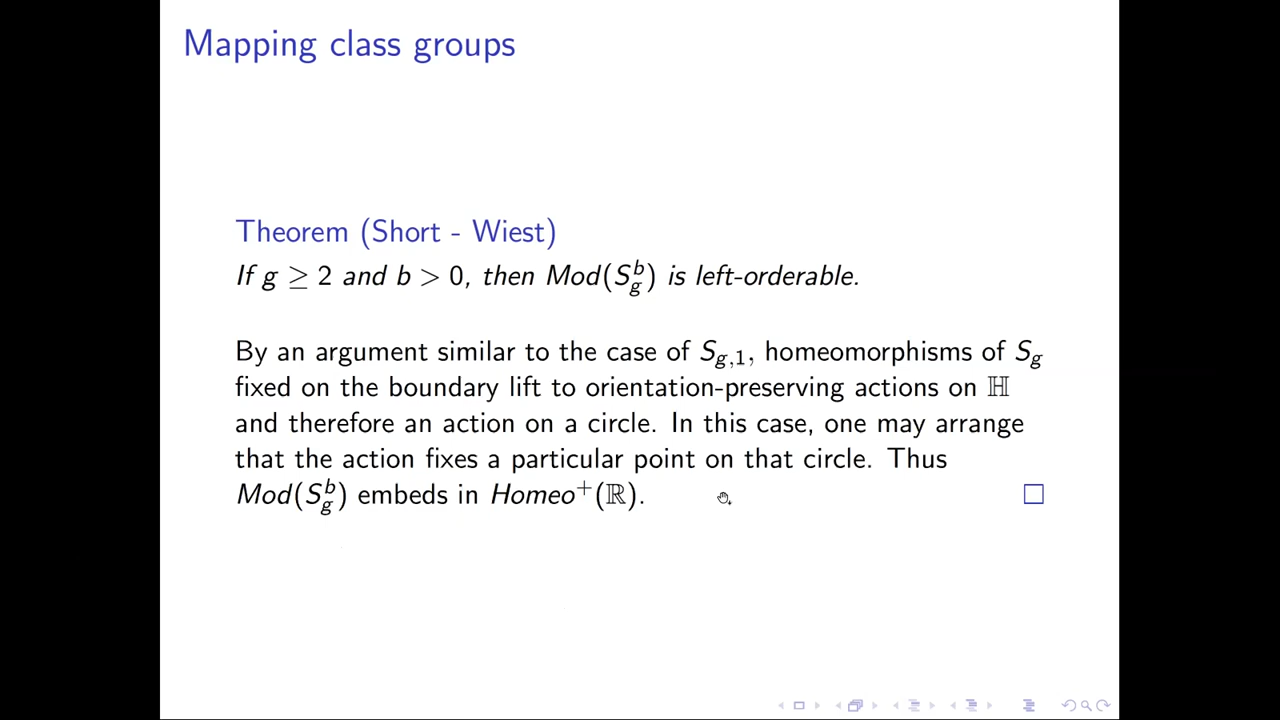 Mapping class groups
Theorem (Short - Wiest)
If g ≥ 2 and b > 0, then Mod(S_g^b) is left-orderable.
By an argument similar to the case of S_{g,1}, homeomorphisms of S_g
fixed on the boundary lift to orientation-preserving actions on ℍ
and therefore an action on a circle. In this case, one may arrange
that the action fixes a particular point on that circle. Thus
Mod(S_g^b) embeds in Homeo^+(ℝ). □